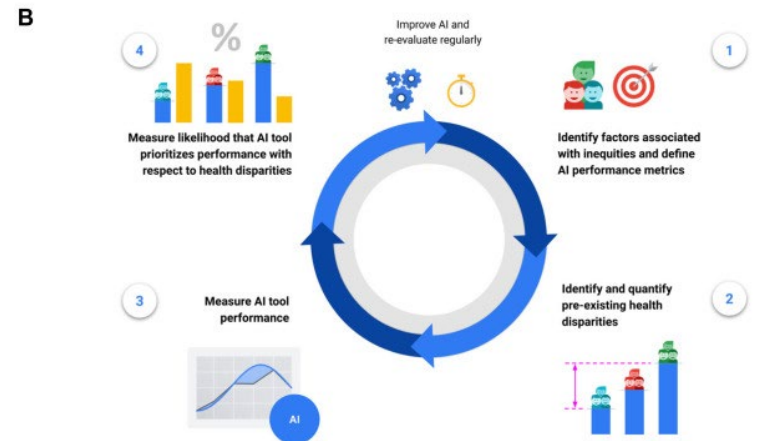 B
Improve AI and
re-evaluate regularly
1
Identify factors associated
with inequities and define
AI performance metrics
2
Identify and quantify
pre-existing health
disparities
3
Measure AI tool
performance
AI
4
%
Measure likelihood that AI tool
prioritizes performance with
respect to health disparities